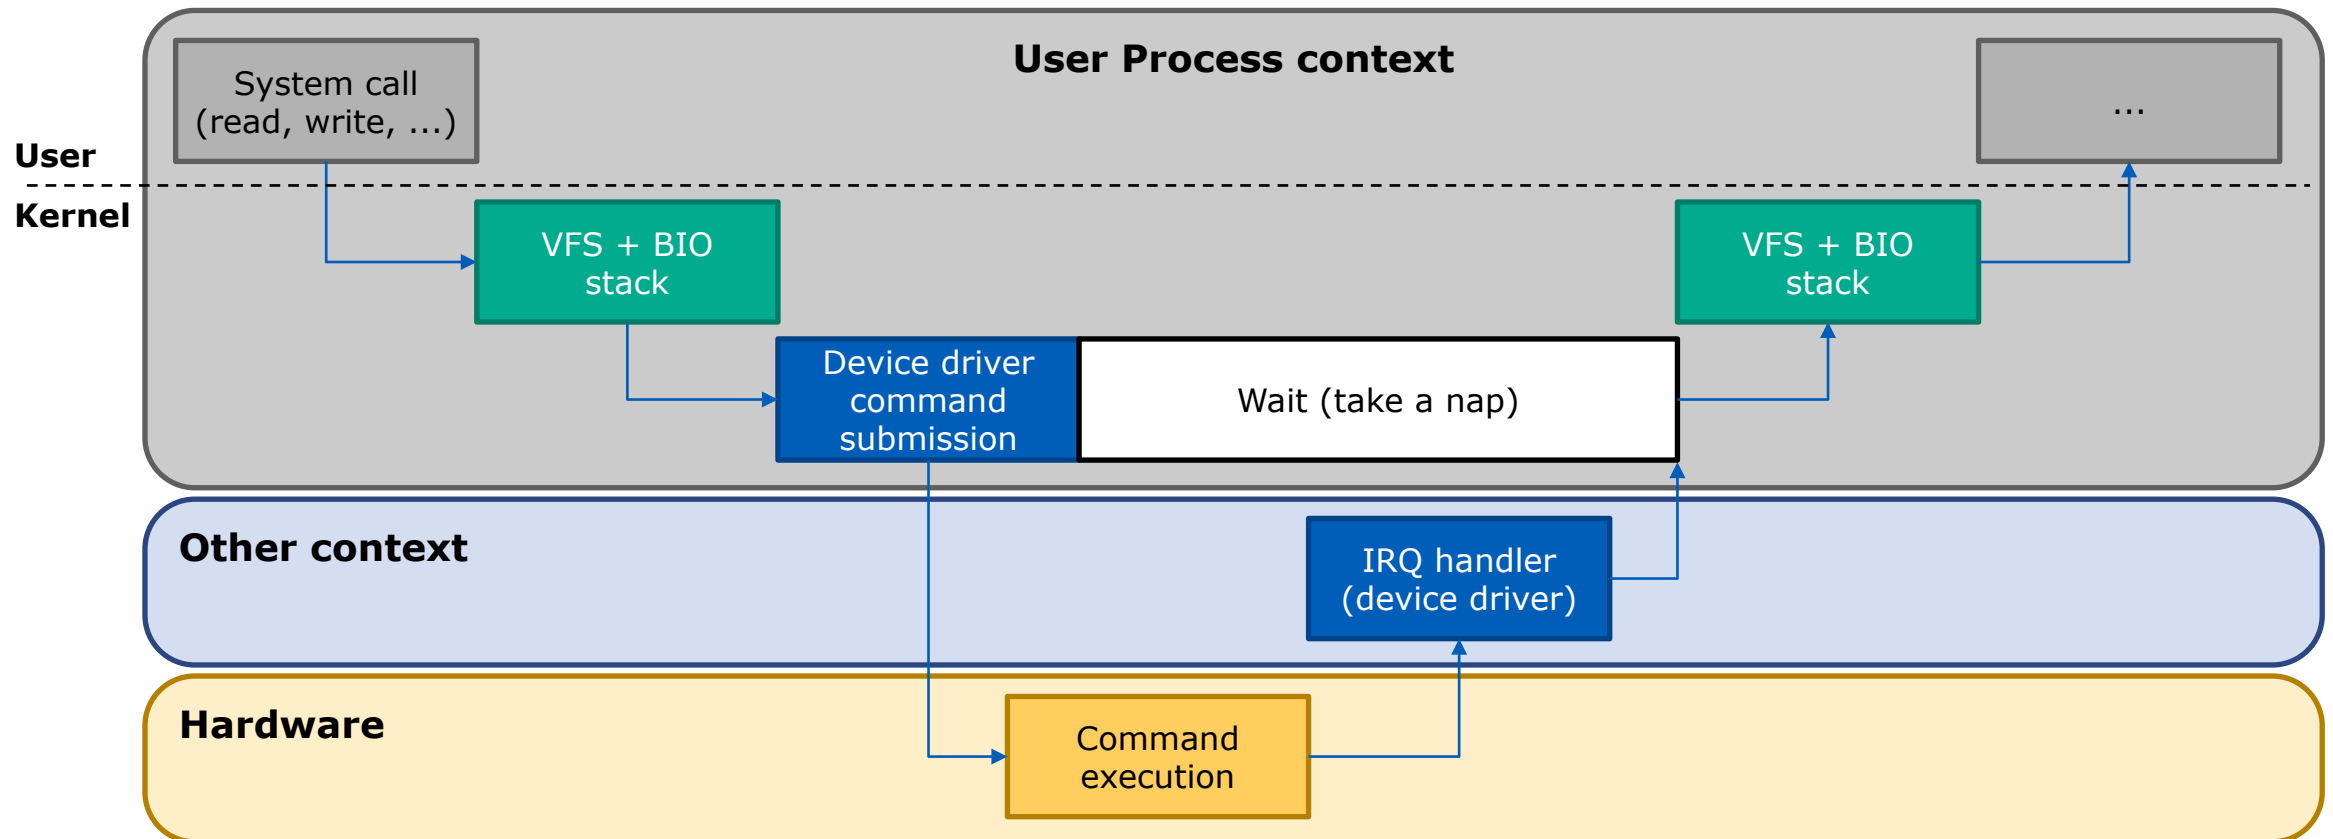 User Process context
System call
(read, write, ...)
...
User
Kernel
VFS + BIO
stack
VFS + BIO
stack
Device driver
command
submission
Wait (take a nap)
Other context
IRQ handler
(device driver)
Hardware
Command
execution